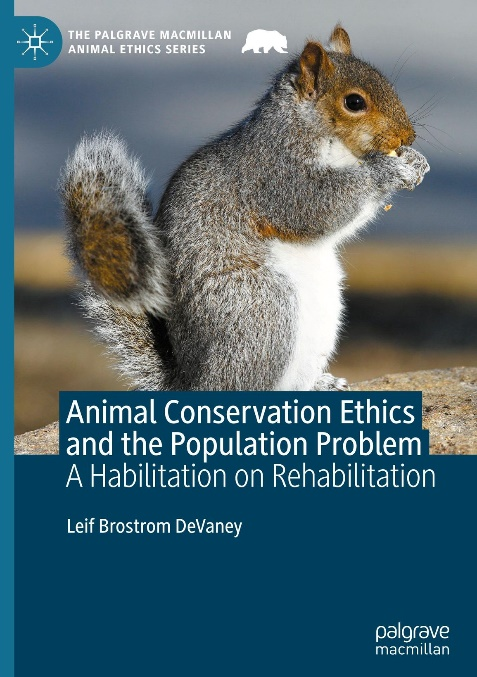 THE PALGRAVE MACMILLAN
ANIMAL ETHICS SERIES
Animal Conservation Ethics
and the Population Problem
A Habilitation on Rehabilitation
Leif Brostrom DeVaney
palgrave
macmillan